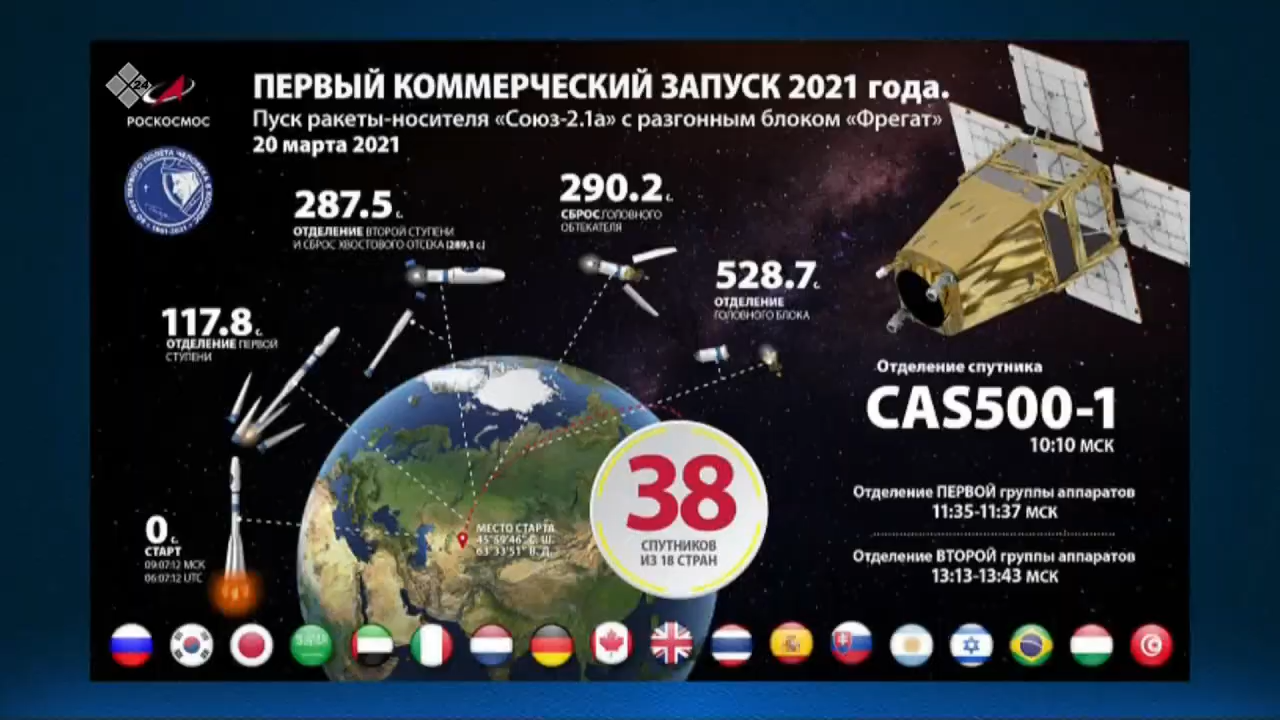 24
РОСКОСМОС
ПЕРВЫЙ КОММЕРЧЕСКИЙ ЗАПУСК 2021 года.
Пуск ракеты-носителя «Союз-2.1а» с разгонным блоком «Фрегат»
20 марта 2021
287.5 с.
ОТДЕЛЕНИЕ ВТОРОЙ СТУПЕНИ
И СБРОС ХВОСТОВОГО ОТСЕКА (289,1 с.)
290.2 с.
СБРОС ГОЛОВНОГО
ОБТЕКАТЕЛЯ
528.7 с.
ОТДЕЛЕНИЕ
ГОЛОВНОГО БЛОКА
117.8 с.
ОТДЕЛЕНИЕ ПЕРВОЙ
СТУПЕНИ
0 с.
СТАРТ
09:07:12 МСК
06:07:12 UTC
МЕСТО СТАРТА
45°59'46" С. Ш.
63°33'51" В. Д.
38
СПУТНИКОВ
ИЗ 18 СТРАН
Отделение спутника
CAS500-1
10:10 МСК
Отделение ПЕРВОЙ группы аппаратов
11:35-11:37 МСК
Отделение ВТОРОЙ группы аппаратов
13:13-13:43 МСК